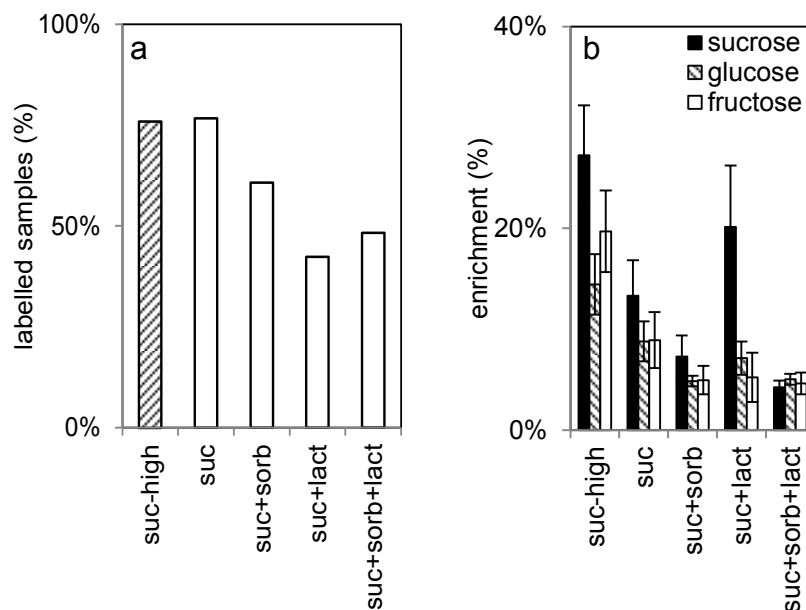 100%
50%
0%
labelled samples (%)
a
suc-high
suc
suc+sorb
suc+lact
suc+sorb+lact
40%
20%
0%
enrichment (%)
b
sucrose
glucose
fructose
suc-high
suc
suc+sorb
suc+lact
suc+sorb+lact